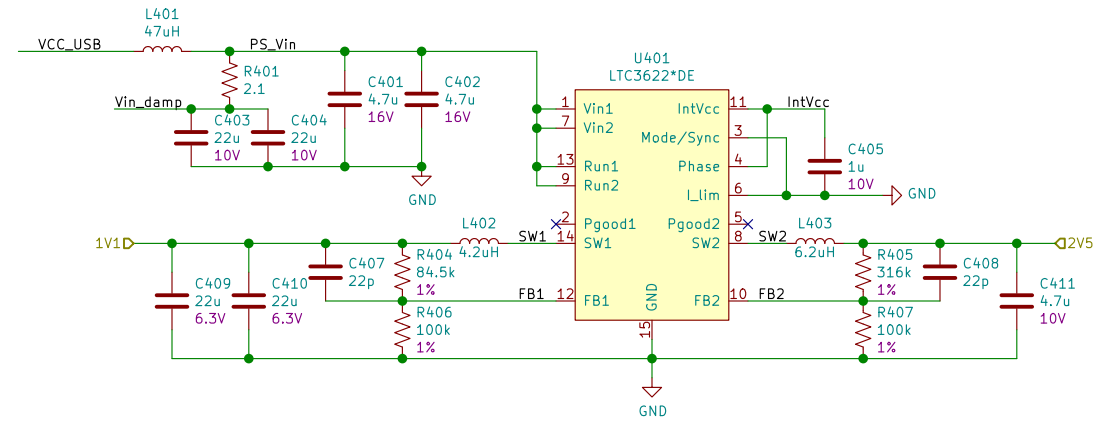 L401
47uH
VCC_USB
PS_Vin
R401
2.1
C401
4.7u
16V
C402
4.7u
16V
Vin_damp
C403
22u
10V
C404
22u
10V
GND
U401
LTC3622*DE
1 Vin1
7 Vin2
13 Run1
9 Run2
2 Pgood1
14 SW1
12 FB1
IntVcc 11
Mode/Sync 3
Phase 4
I_lim 6
Pgood2 5
SW2 8
FB2 10
GND
15
IntVcc
C405
1u
10V
GND
1V1
L402
4.2uH
SW1
C407
22p
R404
84.5k
1%
C409
22u
6.3V
C410
22u
6.3V
FB1
R406
100k
1%
SW2
L403
6.2uH
2V5
R405
316k
1%
C408
22p
C411
4.7u
10V
FB2
R407
100k
1%
GND